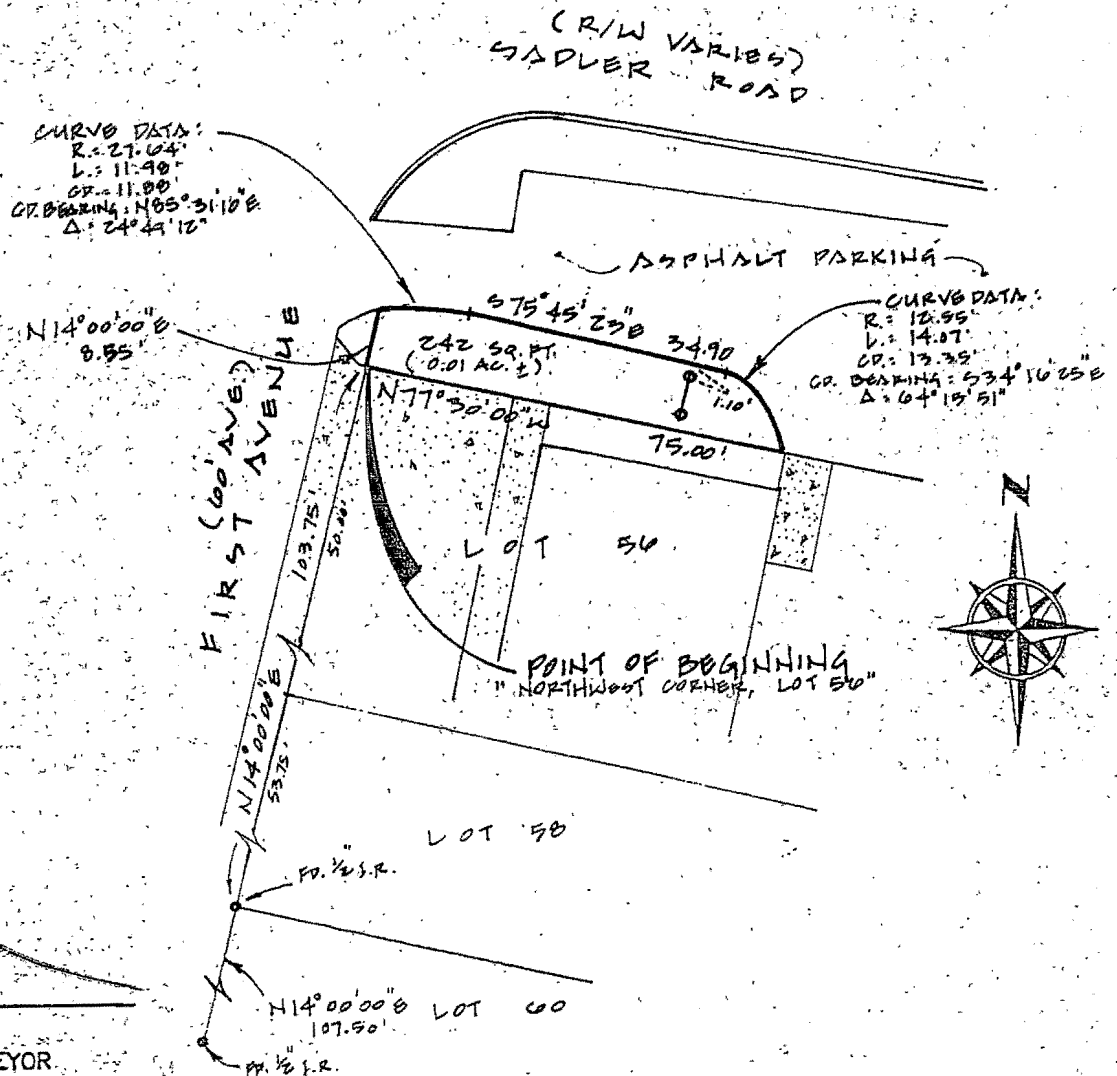 (R/W VARIES)
SADLER ROAD
CURVE DATA:
R.= 27.64'
L.= 11.98'
CD.= 11.88'
CD. BEARING: N85°31'18"E
Δ= 24°49'12"
ASPHALT PARKING
CURVE DATA:
R.= 12.55'
L.= 14.07'
CD.= 13.35'
CD. BEARING: S34°16'25"E
Δ= 64°15'51"
N14°00'00"E
8.55'
S75°45'23"E
34.90
242 SQ. FT.
(0.01 AC. ±)
1.10'
N77°30'00"W
75.00'
FIRST AVENUE
(60' AVE.)
103.75'
50.00'
LOT 56
N
POINT OF BEGINNING
"NORTHWEST CORNER, LOT 56"
N14°00'00"E
53.75'
LOT 58
FD. 1/2" I.R.
N14°00'00"E
107.50'
LOT 60
FD. 1/2" I.R.
EYOR